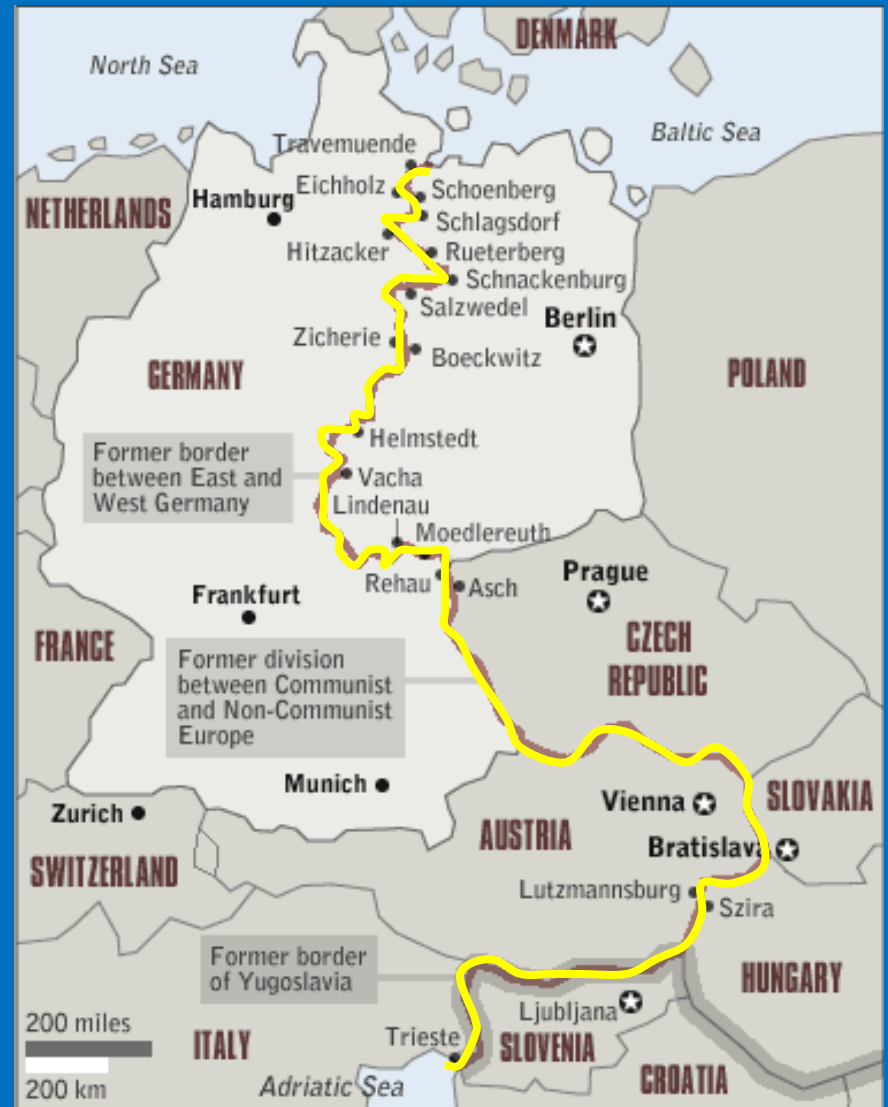 DENMARK
North Sea
Baltic Sea
Travemuende
Eichholz
Schoenberg
NETHERLANDS
Hamburg
Schlagsdorf
Hitzacker
Rueterberg
Schnackenburg
Salzwedel
Berlin
Zicherie
Boeckwitz
GERMANY
POLAND
Helmstedt
Former border
between East and
West Germany
Vacha
Lindenau
Moedlereuth
Prague
Rehau
Asch
Frankfurt
FRANCE
CZECH
REPUBLIC
Former division
between Communist
and Non-Communist
Europe
Munich
Zurich
Vienna
SLOVAKIA
AUSTRIA
Bratislava
SWITZERLAND
Lutzmannsburg
Szira
Former border
of Yugoslavia
HUNGARY
Ljubljana
200 miles
ITALY
Trieste
SLOVENIA
200 km
Adriatic Sea
CROATIA